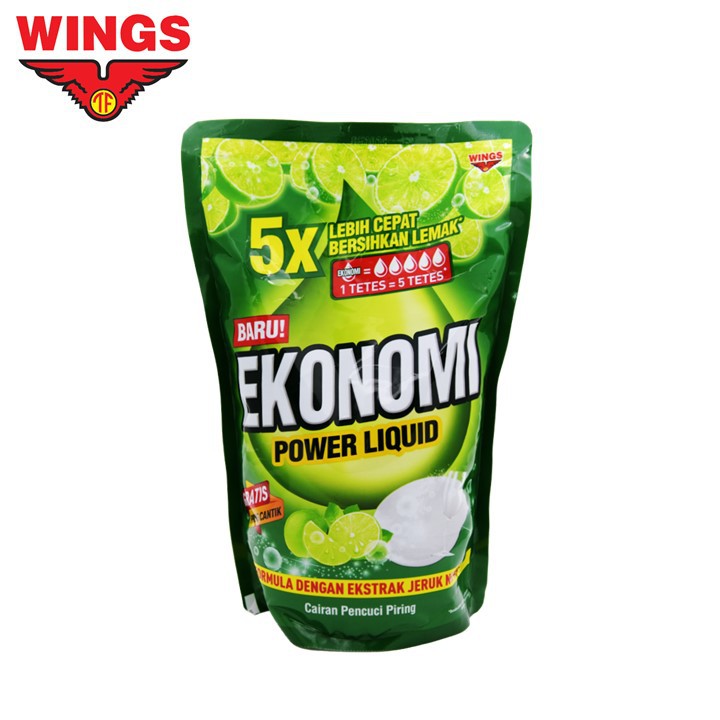 WINGS
TF
WINGS
5X LEBIH CEPAT
BERSIHKAN LEMAK*
EKONOMI =
1 TETES = 5 TETES*
BARU!
EKONOMI
POWER LIQUID
CANTIK
DENGAN EKSTRAK JERUK
Cairan Pencuci Piring